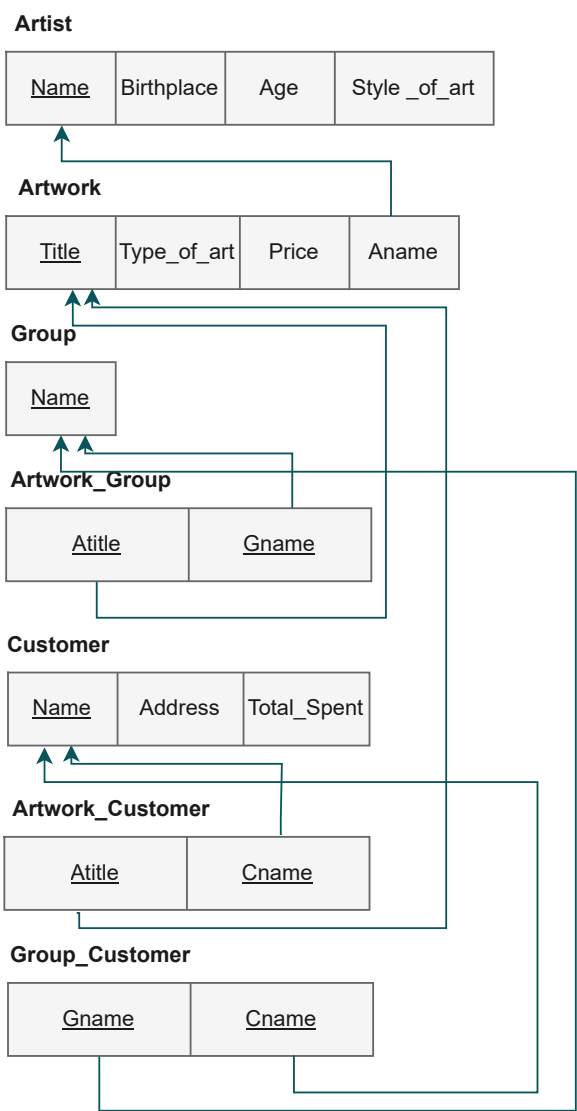 Artist
Name Birthplace Age Style _of_art
Artwork
Title Type_of_art Price Aname
Group
Name
Artwork_Group
Atitle Gname
Customer
Name Address Total_Spent
Artwork_Customer
Atitle Cname
Group_Customer
Gname Cname